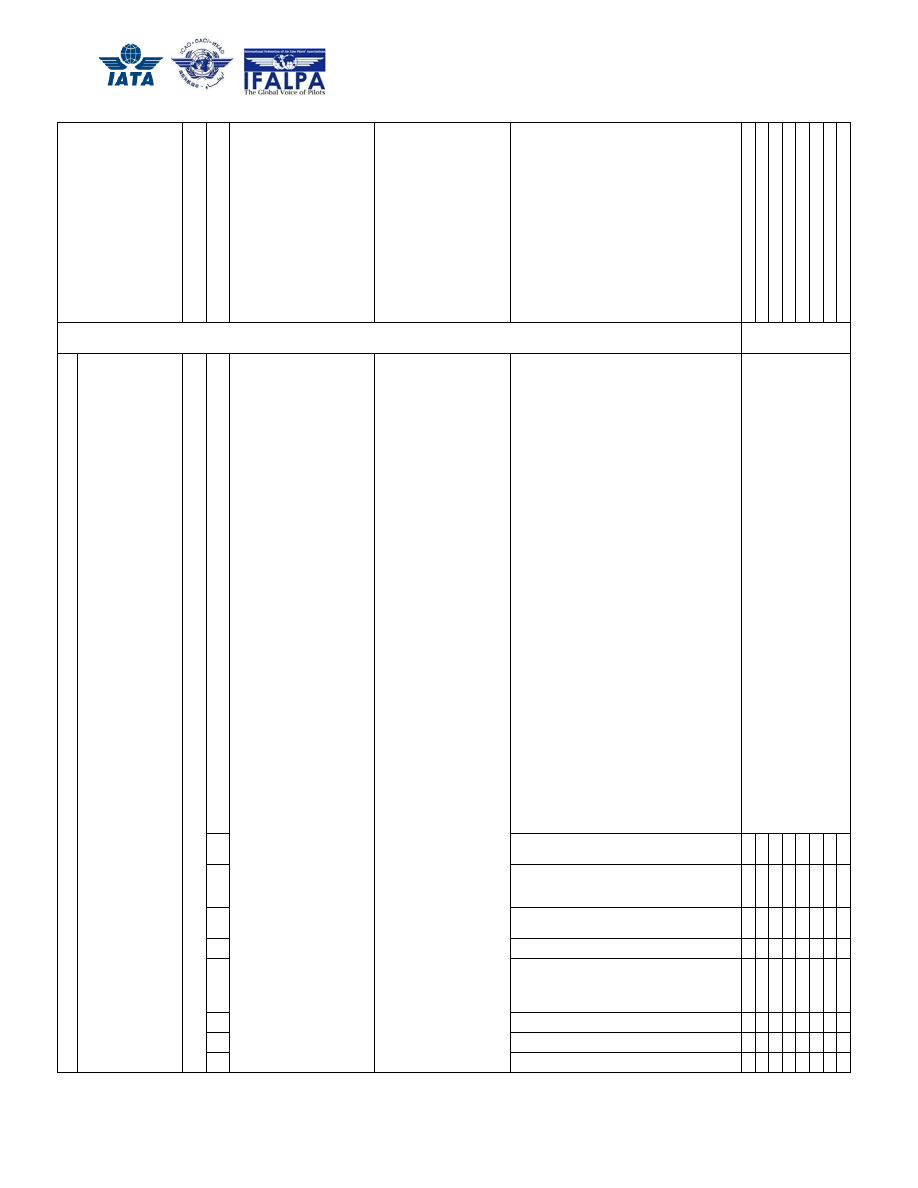 IATA
ICAO • OACI • ИКАО
International Federation of Air Line Pilots' Associations
IFALPA
The Global Voice of Pilots